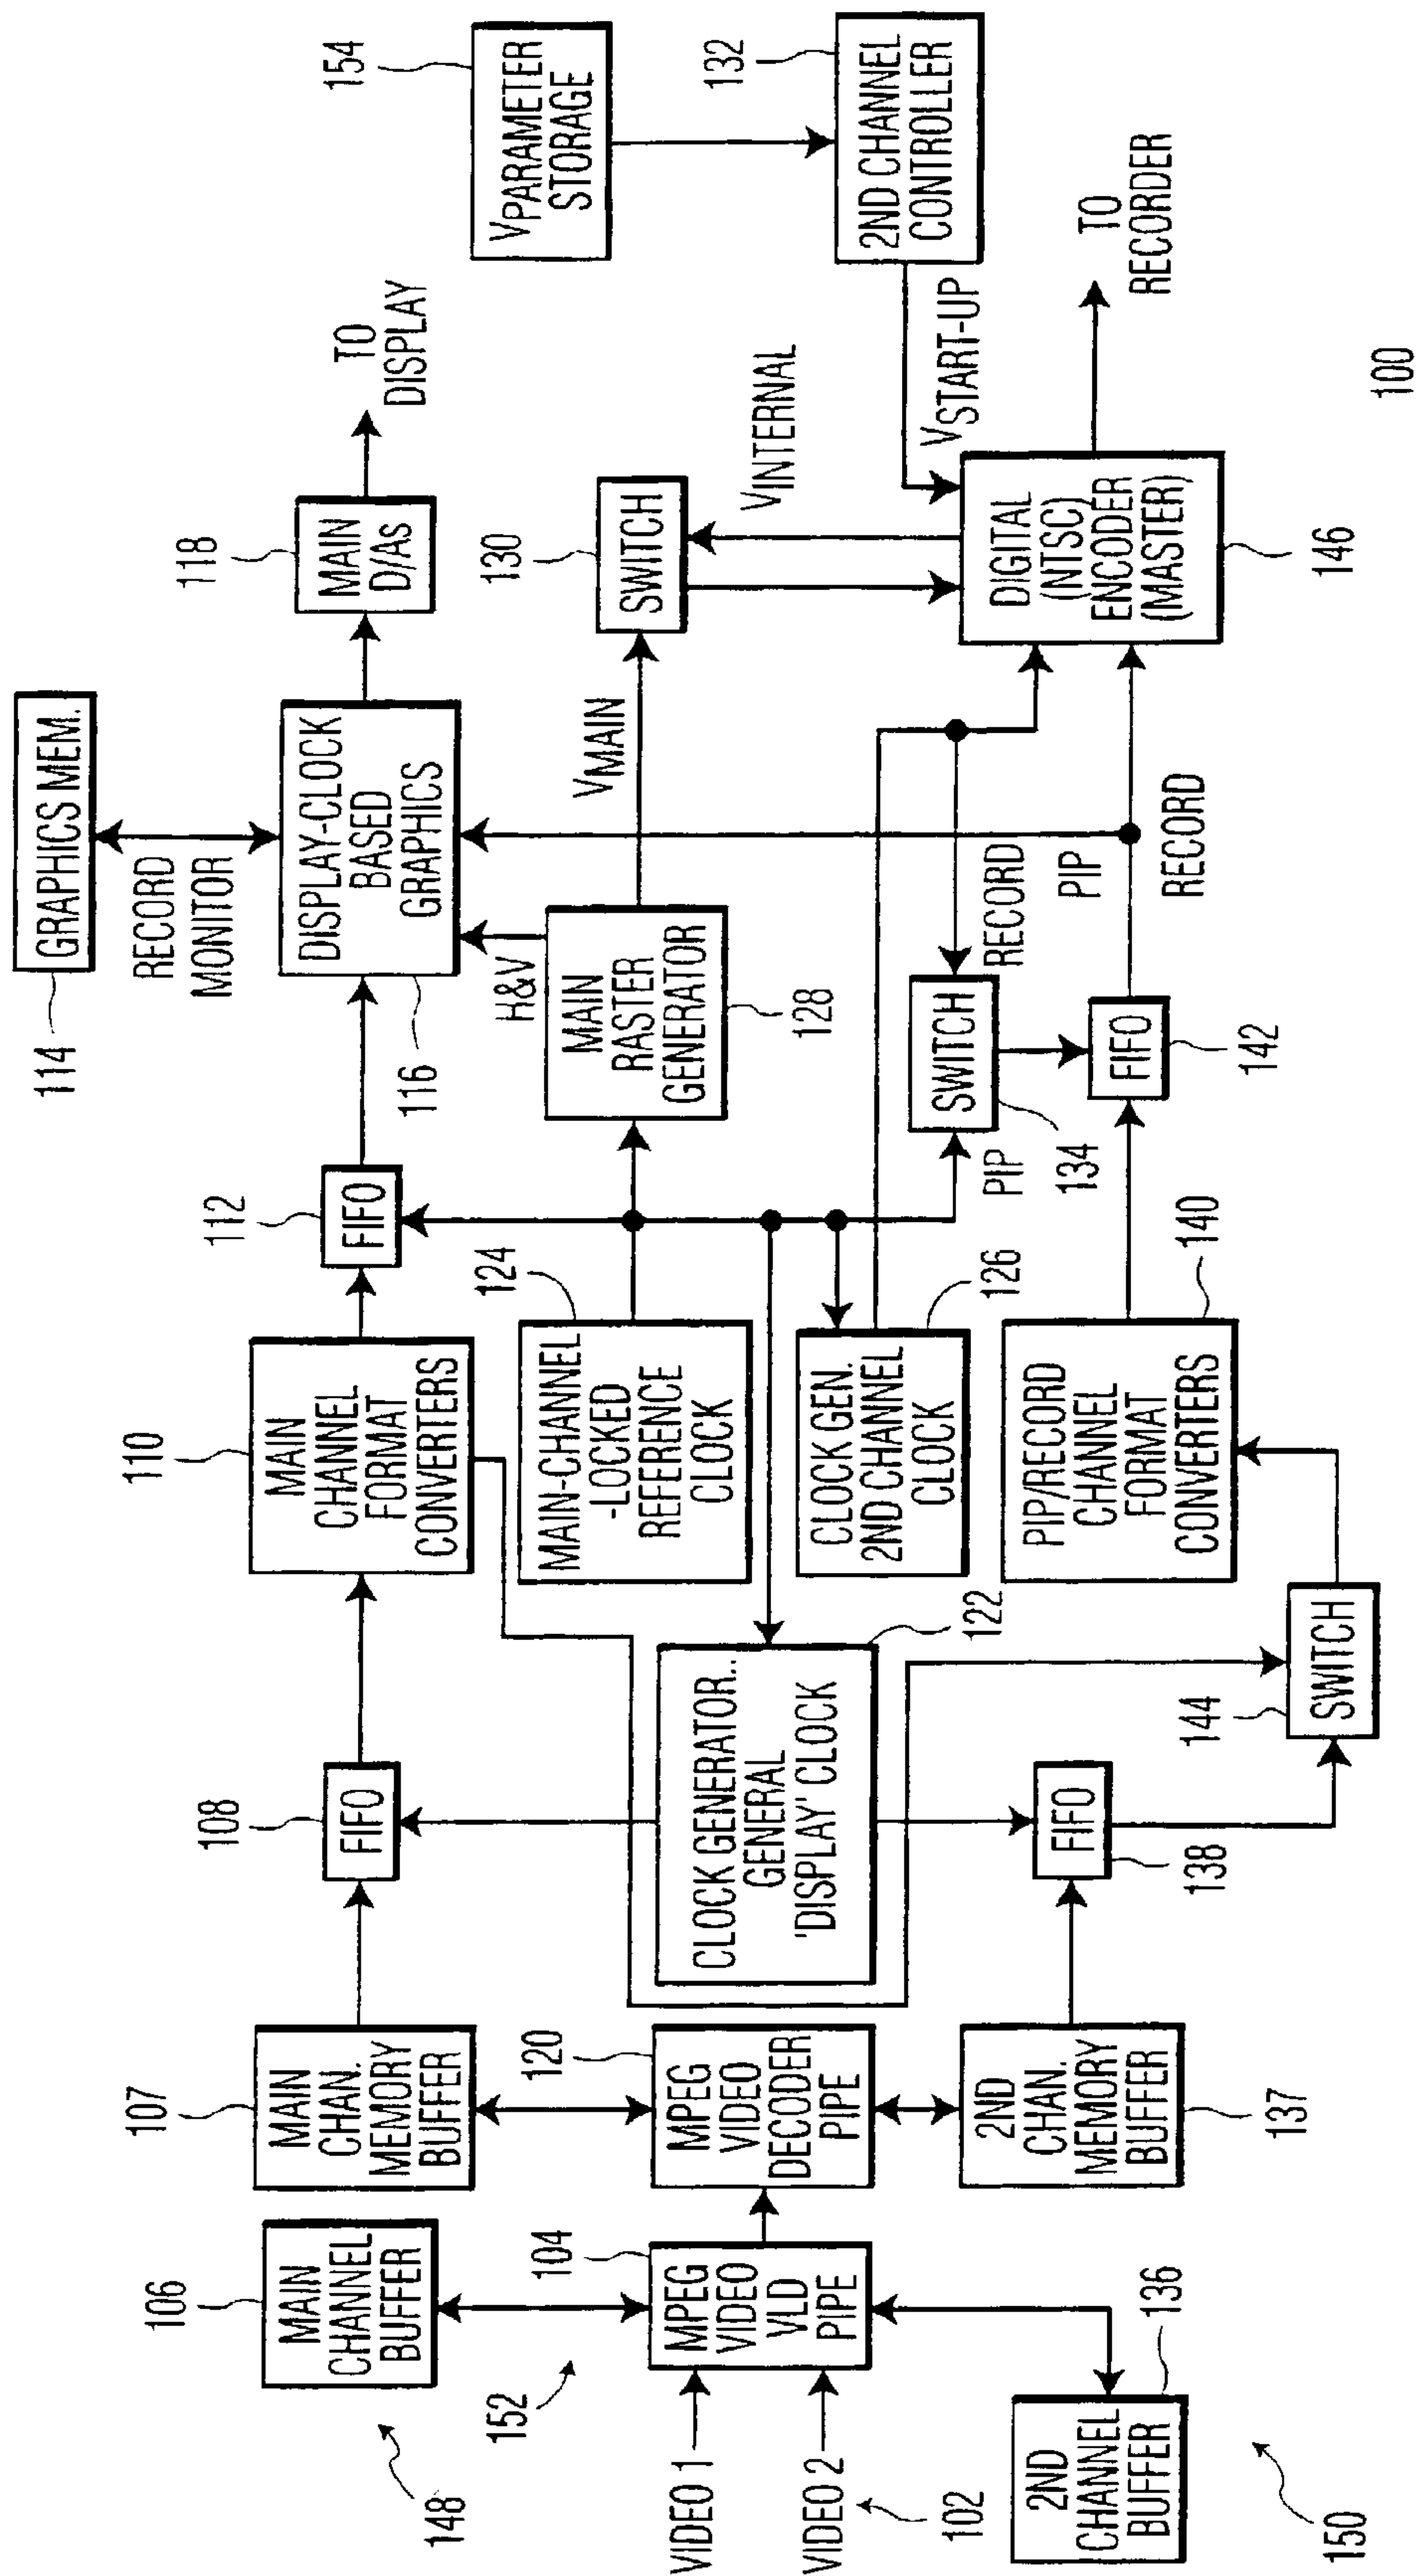 114
GRAPHICS MEM.
RECORD
MONITOR
106
MAIN
CHANNEL
BUFFER
107
MAIN
CHAN.
MEMORY
BUFFER
108
FIFO
110
MAIN
CHANNEL
FORMAT
CONVERTERS
112
FIFO
116
DISPLAY-CLOCK
BASED
GRAPHICS
118
MAIN
D/AS
TO
DISPLAY
154
VPARAMETER
STORAGE
148
152
VIDEO 1
VIDEO 2
102
104
MPEG
VIDEO
VLD
PIPE
120
MPEG
VIDEO
DECODER
PIPE
CLOCK GENERATOR..
GENERAL
'DISPLAY' CLOCK
122
124
MAIN-CHANNEL
-LOCKED
REFERENCE
CLOCK
CLOCK GEN.
2ND CHANNEL
CLOCK
126
H&V
MAIN
RASTER
GENERATOR
128
VMAIN
130
SWITCH
VINTERNAL
VSTART-UP
132
2ND CHANNEL
CONTROLLER
150
2ND
CHANNEL
BUFFER
136
2ND
CHAN.
MEMORY
BUFFER
137
FIFO
138
144
SWITCH
PIP/RECORD
CHANNEL
FORMAT
CONVERTERS
140
PIP
134
SWITCH
RECORD
FIFO
142
PIP
RECORD
DIGITAL
(NTSC)
ENCODER
(MASTER)
146
TO
RECORDER
100